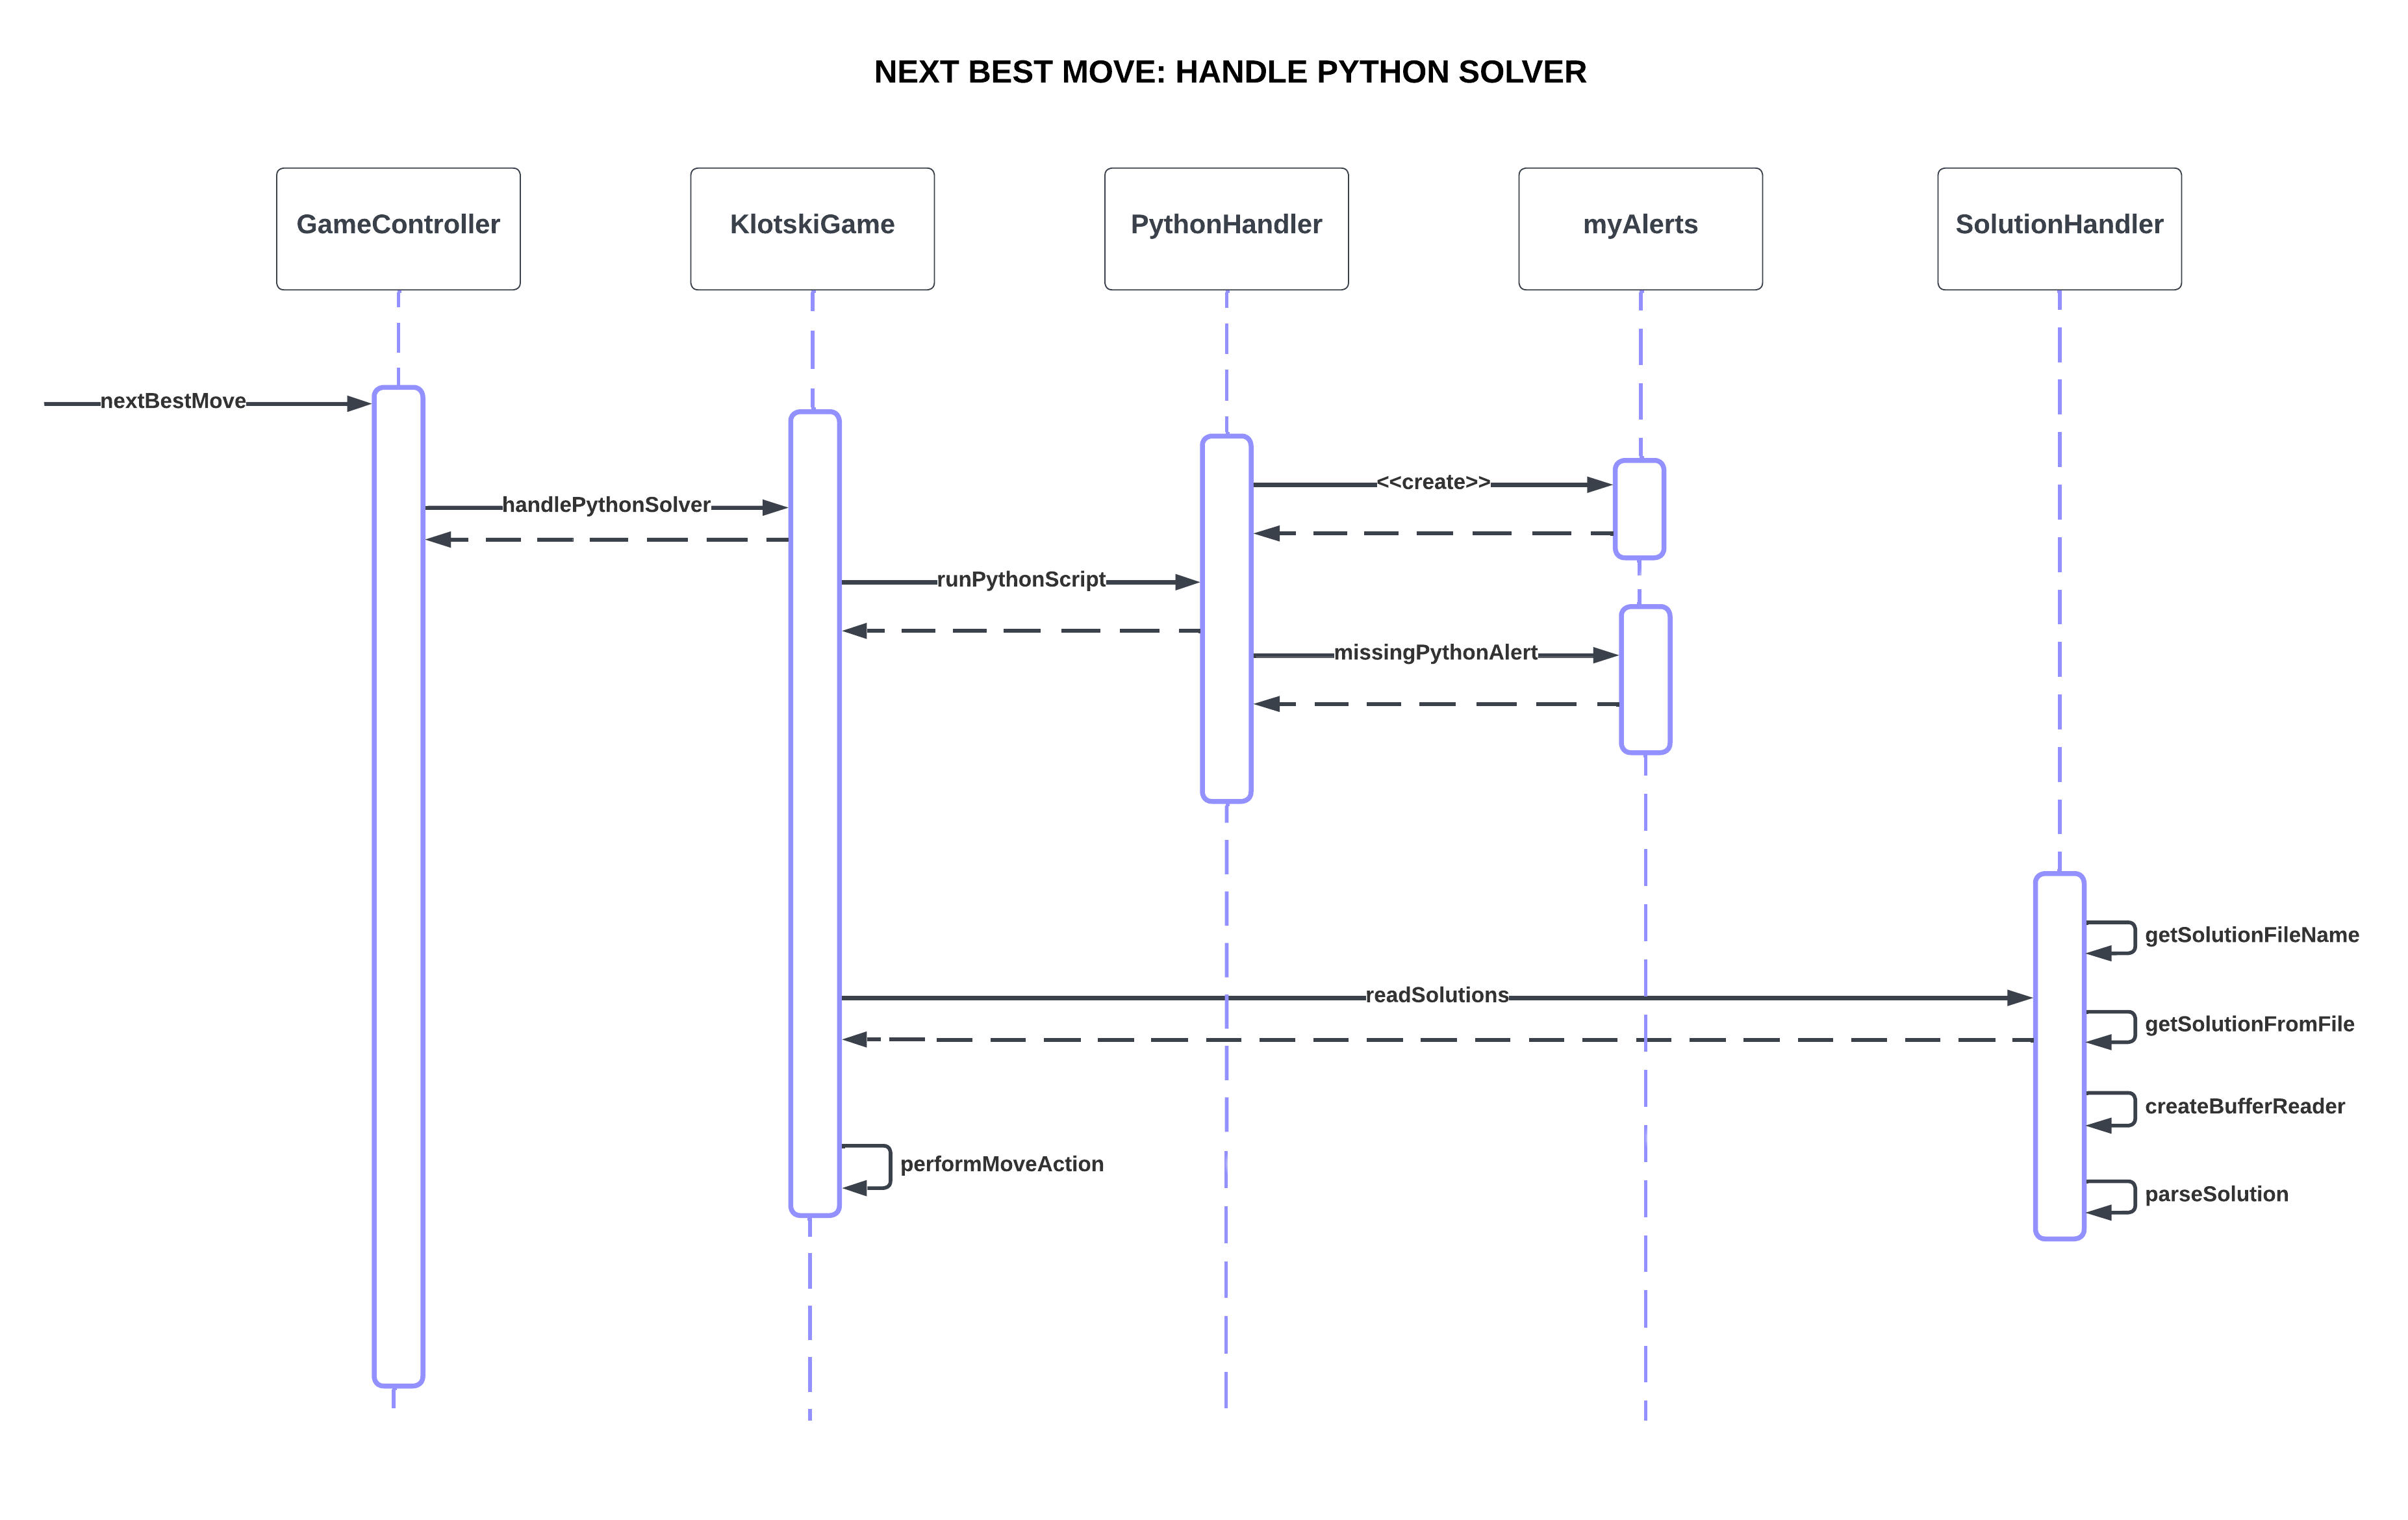 NEXT BEST MOVE: HANDLE PYTHON SOLVER
GameController
KlotskiGame
PythonHandler
myAlerts
SolutionHandler
nextBestMove
<<create>>
handlePythonSolver
runPythonScript
missingPythonAlert
getSolutionFileName
readSolutions
getSolutionFromFile
createBufferReader
performMoveAction
parseSolution